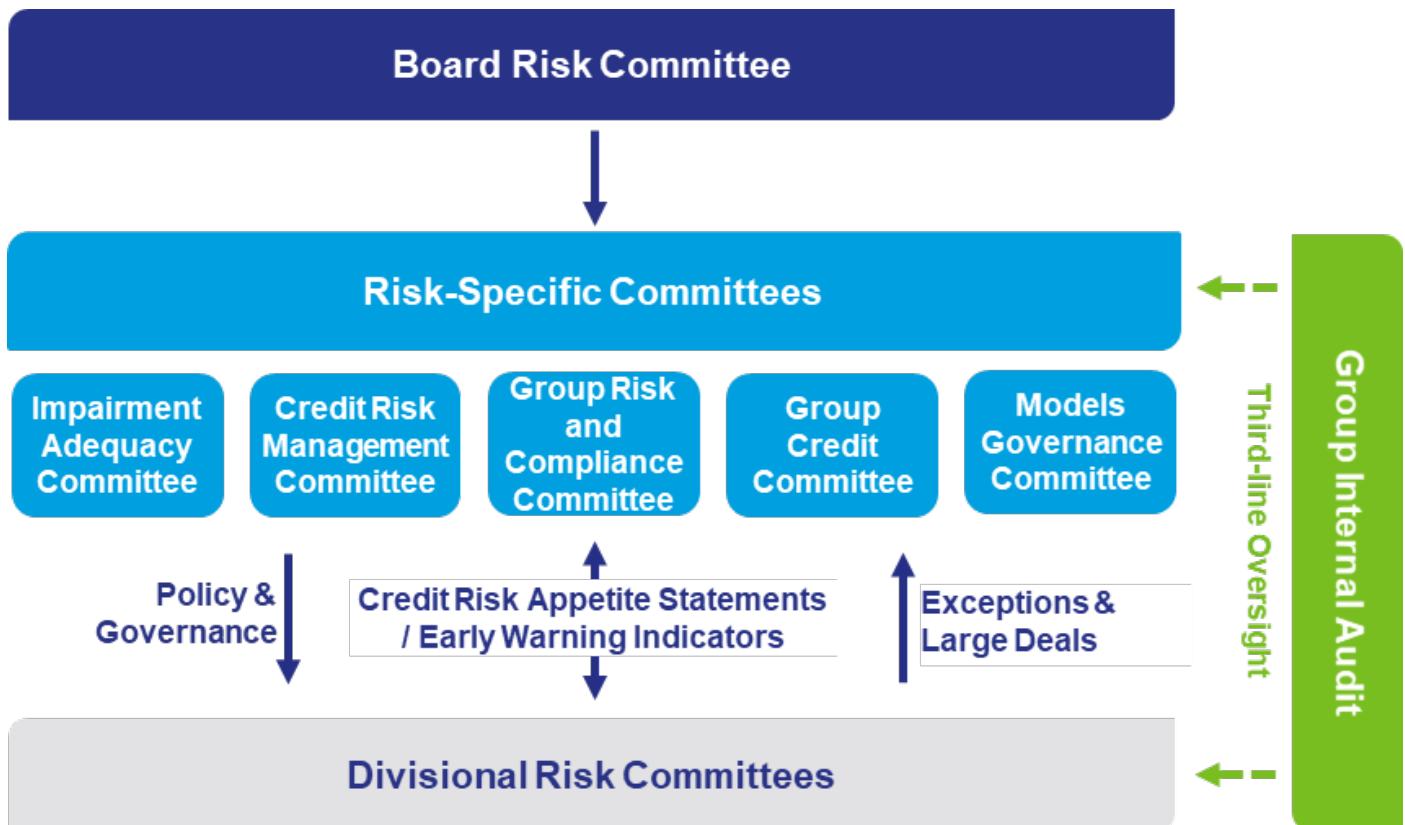 Board Risk Committee
Risk-Specific Committees
Impairment
Adequacy
Committee
Credit Risk
Management
Committee
Group Risk
and
Compliance
Committee
Group
Credit
Committee
Models
Governance
Committee
Policy &
Governance
Credit Risk Appetite Statements
/ Early Warning Indicators
Exceptions &
Large Deals
Divisional Risk Committees
Third-line Oversight
Group Internal Audit